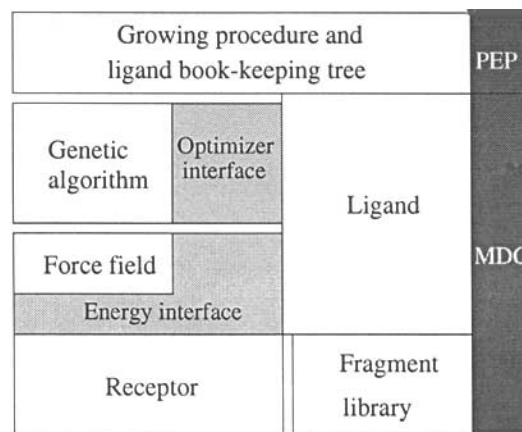 Growing procedure and
ligand book-keeping tree
PEP
Genetic
algorithm
Optimizer
interface
Ligand
Force field
MDC
Energy interface
Receptor
Fragment
library